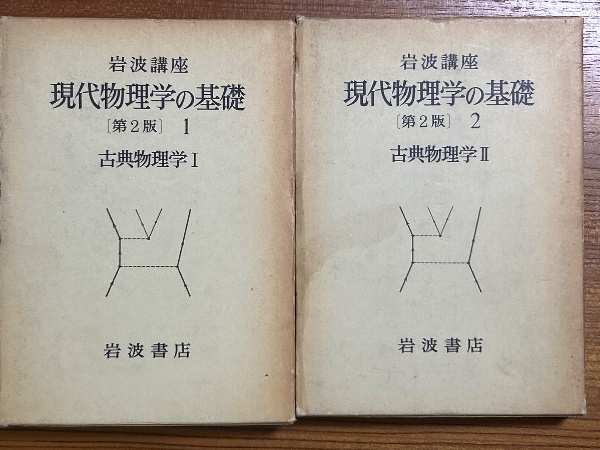 岩波講座
現代物理学の基礎
〔第2版〕 1
古典物理学 I
岩波書店
岩波講座
現代物理学の基礎
〔第2版〕 2
古典物理学 II
岩波書店